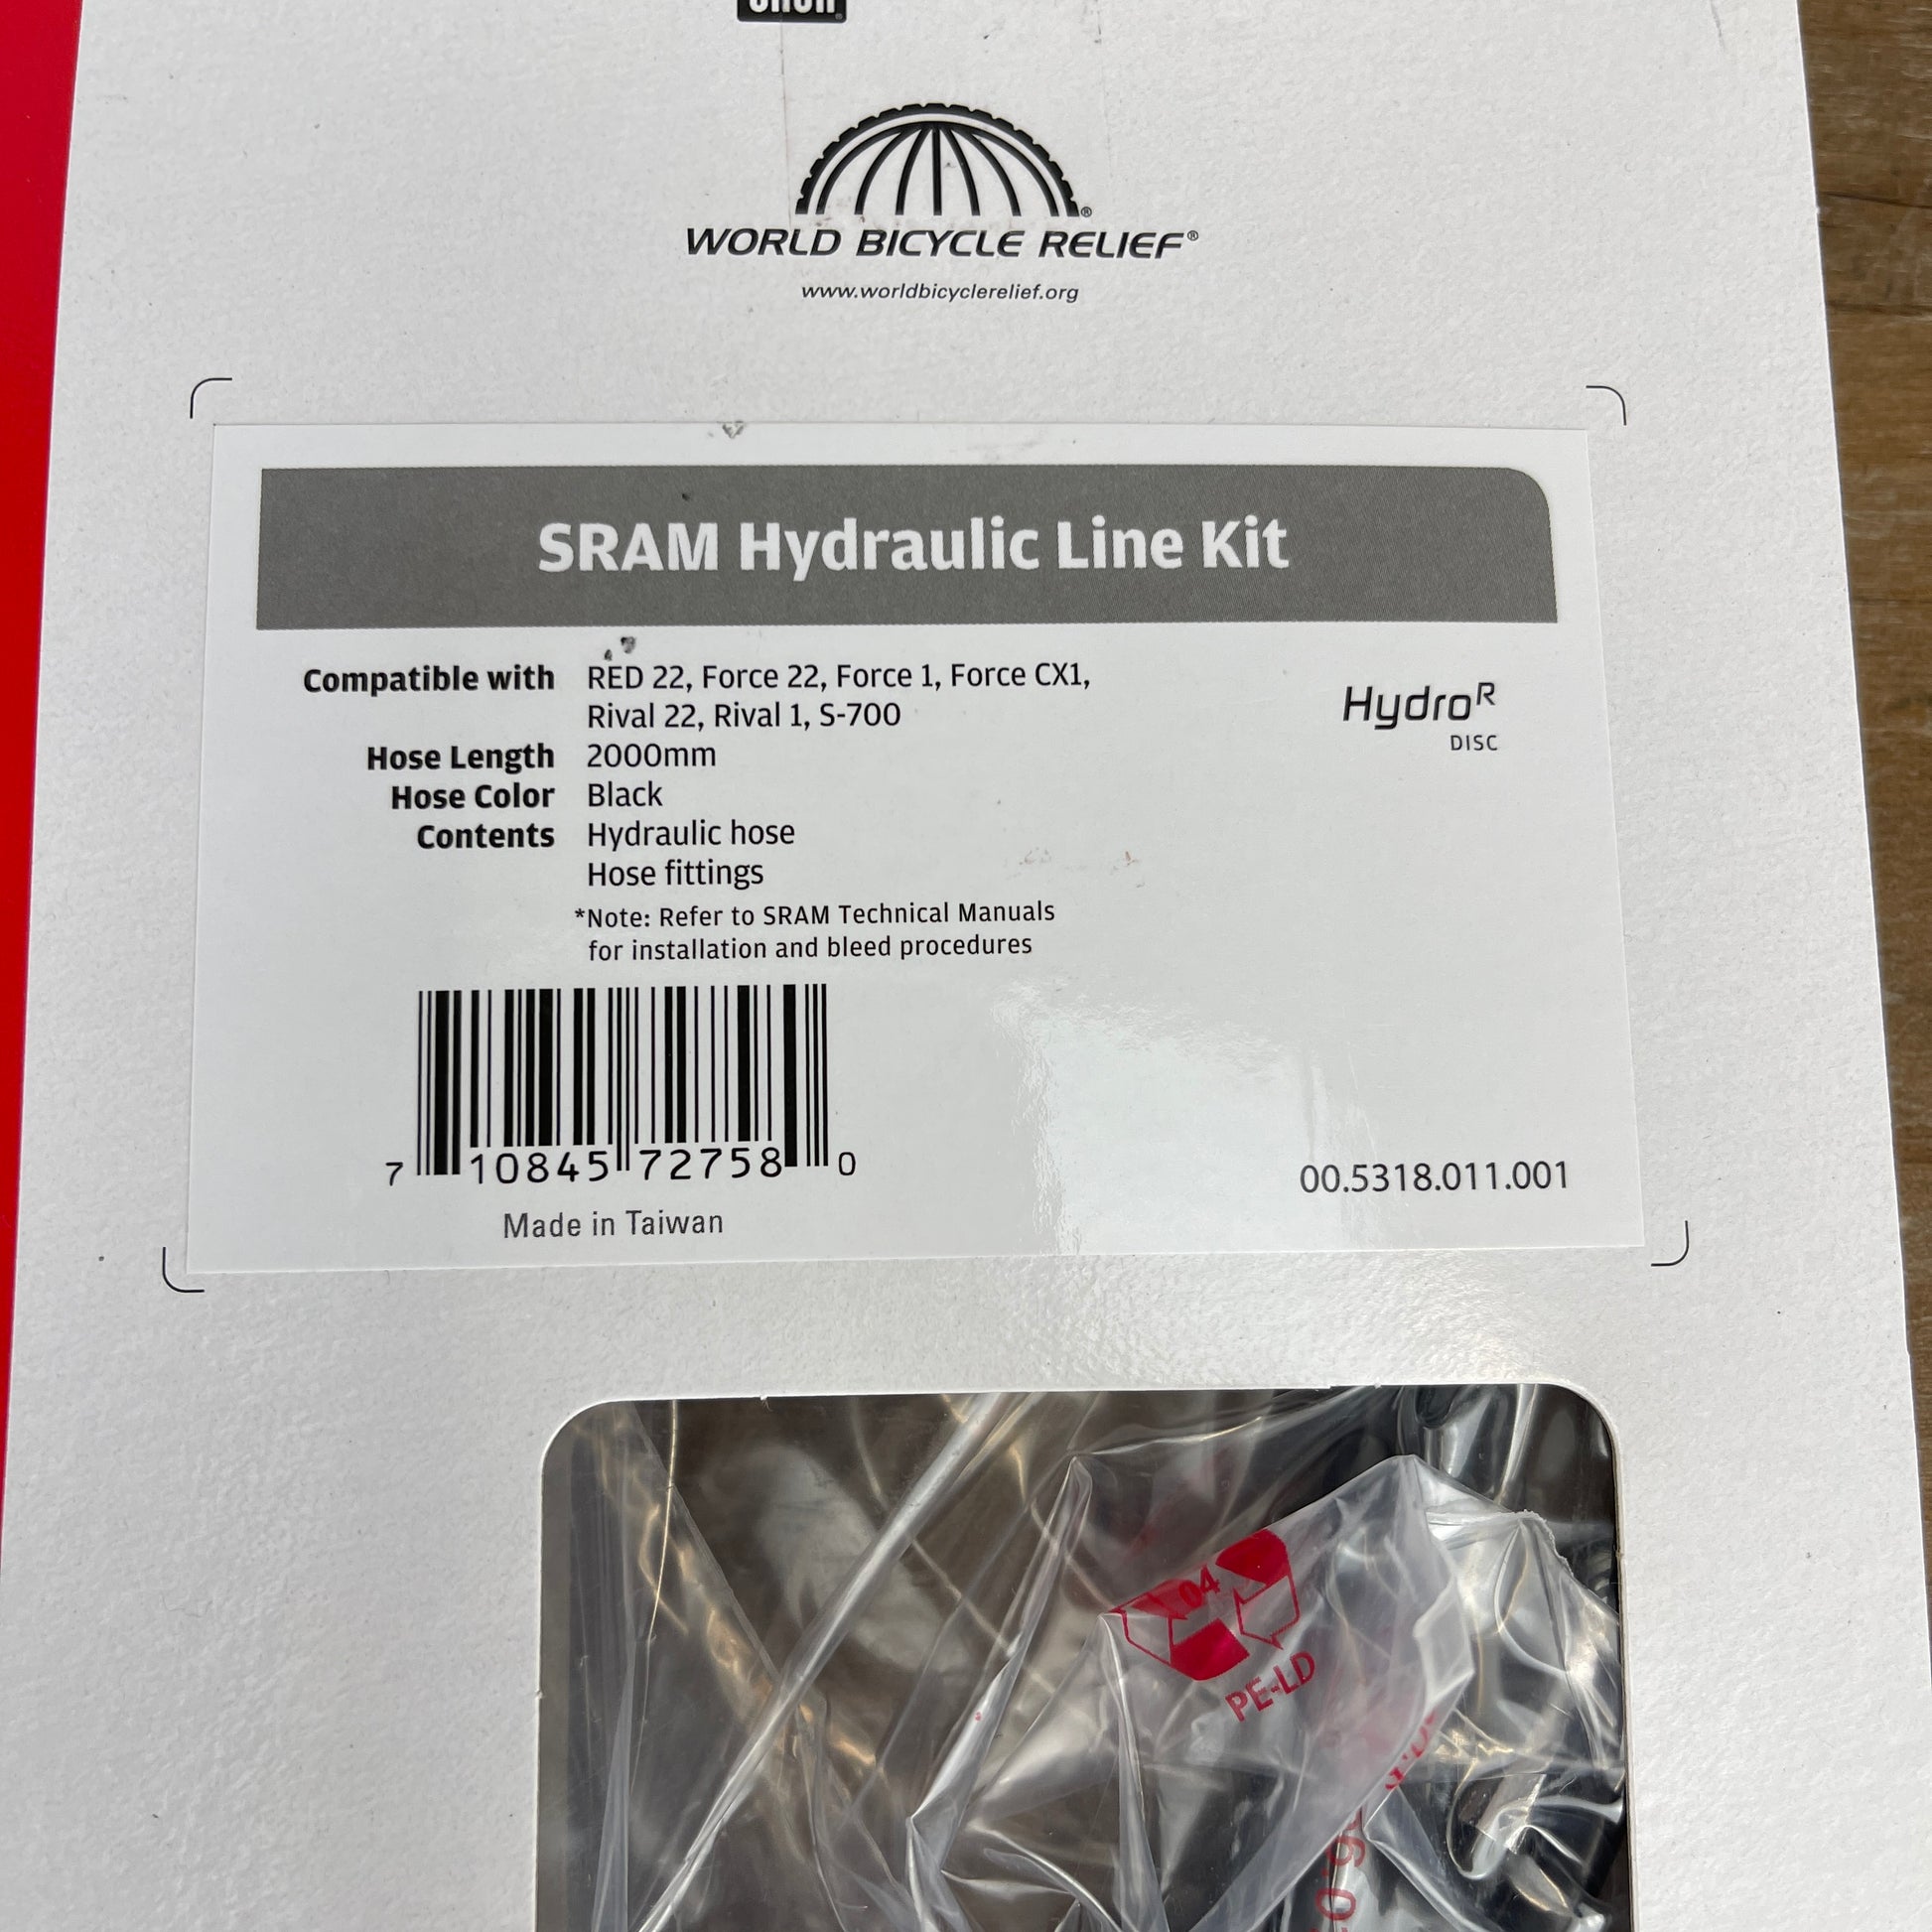 WORLD BICYCLE RELIEF®
www.worldbicyclerelief.org
SRAM Hydraulic Line Kit
Compatible with RED 22, Force 22, Force 1, Force CX1,
Rival 22, Rival 1, S-700
HydroR
DISC
Hose Length 2000mm
Hose Color Black
Contents Hydraulic hose
Hose fittings
*Note: Refer to SRAM Technical Manuals
for installation and bleed procedures
7 10845 72758 0
00.5318.011.001
Made in Taiwan
04
PE-LD